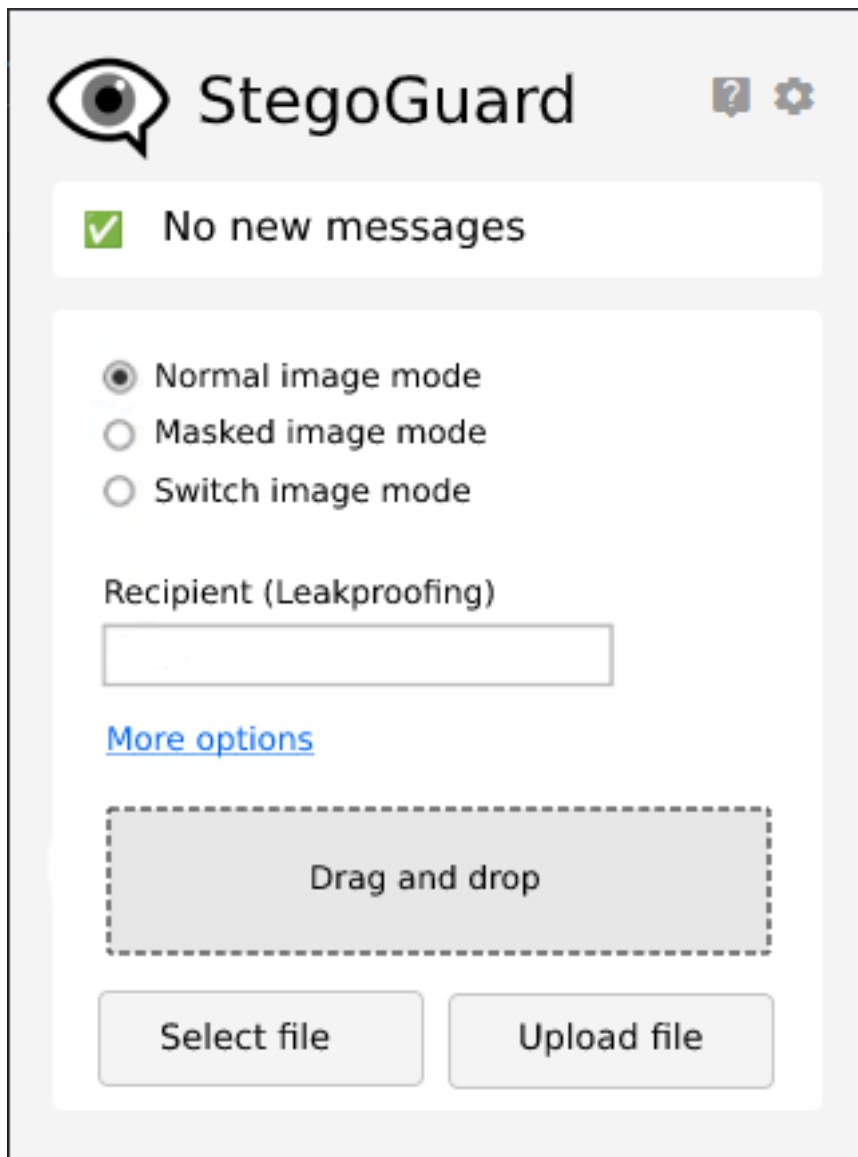 StegoGuard
?
No new messages
Normal image mode
Masked image mode
Switch image mode
Recipient (Leakproofing)
More options
Drag and drop
Select file
Upload file